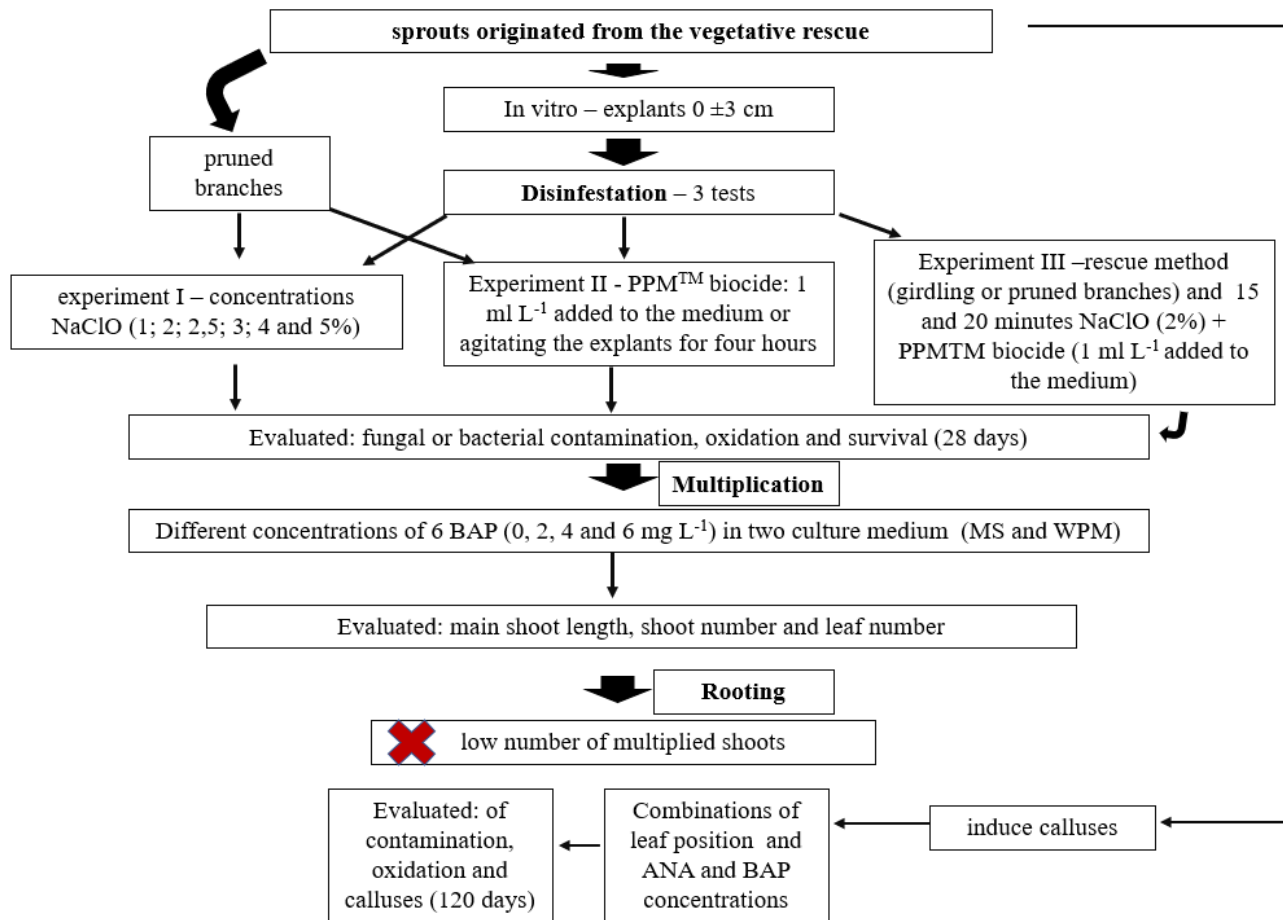 sprouts originated from the vegetative rescue
In vitro – explants 0 ±3 cm
pruned
branches
Disinfestation – 3 tests
experiment I – concentrations
NaClO (1; 2; 2,5; 3; 4 and 5%)
Experiment II - PPM™ biocide: 1
ml L⁻¹ added to the medium or
agitating the explants for four hours
Experiment III –rescue method
(girdling or pruned branches) and 15
and 20 minutes NaClO (2%) +
PPMTM biocide (1 ml L⁻¹ added to
the medium)
Evaluated: fungal or bacterial contamination, oxidation and survival (28 days)
Multiplication
Different concentrations of 6 BAP (0, 2, 4 and 6 mg L⁻¹) in two culture medium (MS and WPM)
Evaluated: main shoot length, shoot number and leaf number
Rooting
low number of multiplied shoots
Evaluated: of
contamination,
oxidation and
calluses (120 days)
Combinations of
leaf position and
ANA and BAP
concentrations
induce calluses